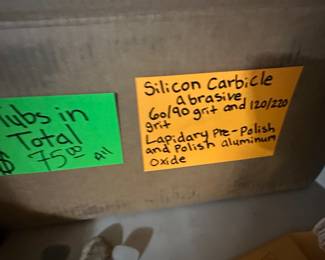 Tubs in
Total
$ 75.00 all
Silicon Carbicle
abrasive
60/90 grit and 120/220
grit
Lapidary Pre-Polish
and Polish aluminum
oxide